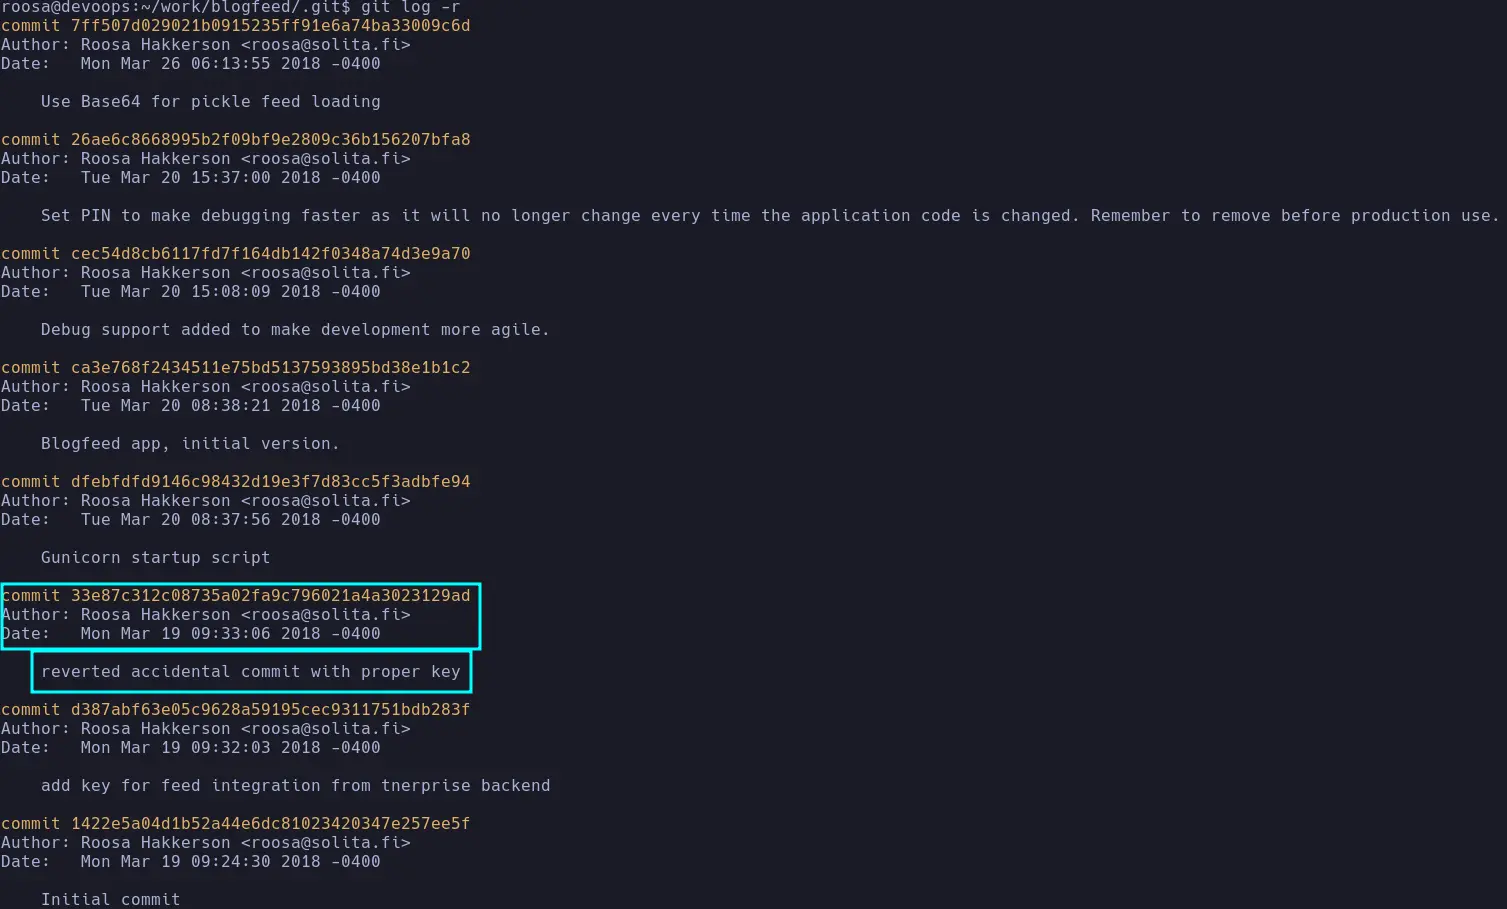 roosa@devoops:~/work/blogfeed/.git$ git log -r
commit 7ff507d029021b0915235ff91e6a74ba33009c6d
Author: Roosa Hakkerson <roosa@solita.fi>
Date:   Mon Mar 26 06:13:55 2018 -0400
    Use Base64 for pickle feed loading
commit 26ae6c8668995b2f09bf9e2809c36b156207bfa8
Author: Roosa Hakkerson <roosa@solita.fi>
Date:   Tue Mar 20 15:37:00 2018 -0400
    Set PIN to make debugging faster as it will no longer change every time the application code is changed. Remember to remove before production use.
commit cec54d8cb6117fd7f164db142f0348a74d3e9a70
Author: Roosa Hakkerson <roosa@solita.fi>
Date:   Tue Mar 20 15:08:09 2018 -0400
    Debug support added to make development more agile.
commit ca3e768f2434511e75bd5137593895bd38e1b1c2
Author: Roosa Hakkerson <roosa@solita.fi>
Date:   Tue Mar 20 08:38:21 2018 -0400
    Blogfeed app, initial version.
commit dfebfdfd9146c98432d19e3f7d83cc5f3adbfe94
Author: Roosa Hakkerson <roosa@solita.fi>
Date:   Tue Mar 20 08:37:56 2018 -0400
    Gunicorn startup script
commit 33e87c312c08735a02fa9c796021a4a3023129ad
Author: Roosa Hakkerson <roosa@solita.fi>
Date:   Mon Mar 19 09:33:06 2018 -0400
    reverted accidental commit with proper key
commit d387abf63e05c9628a59195cec9311751bdb283f
Author: Roosa Hakkerson <roosa@solita.fi>
Date:   Mon Mar 19 09:32:03 2018 -0400
    add key for feed integration from tnerprise backend
commit 1422e5a04d1b52a44e6dc81023420347e257ee5f
Author: Roosa Hakkerson <roosa@solita.fi>
Date:   Mon Mar 19 09:24:30 2018 -0400
    Initial commit